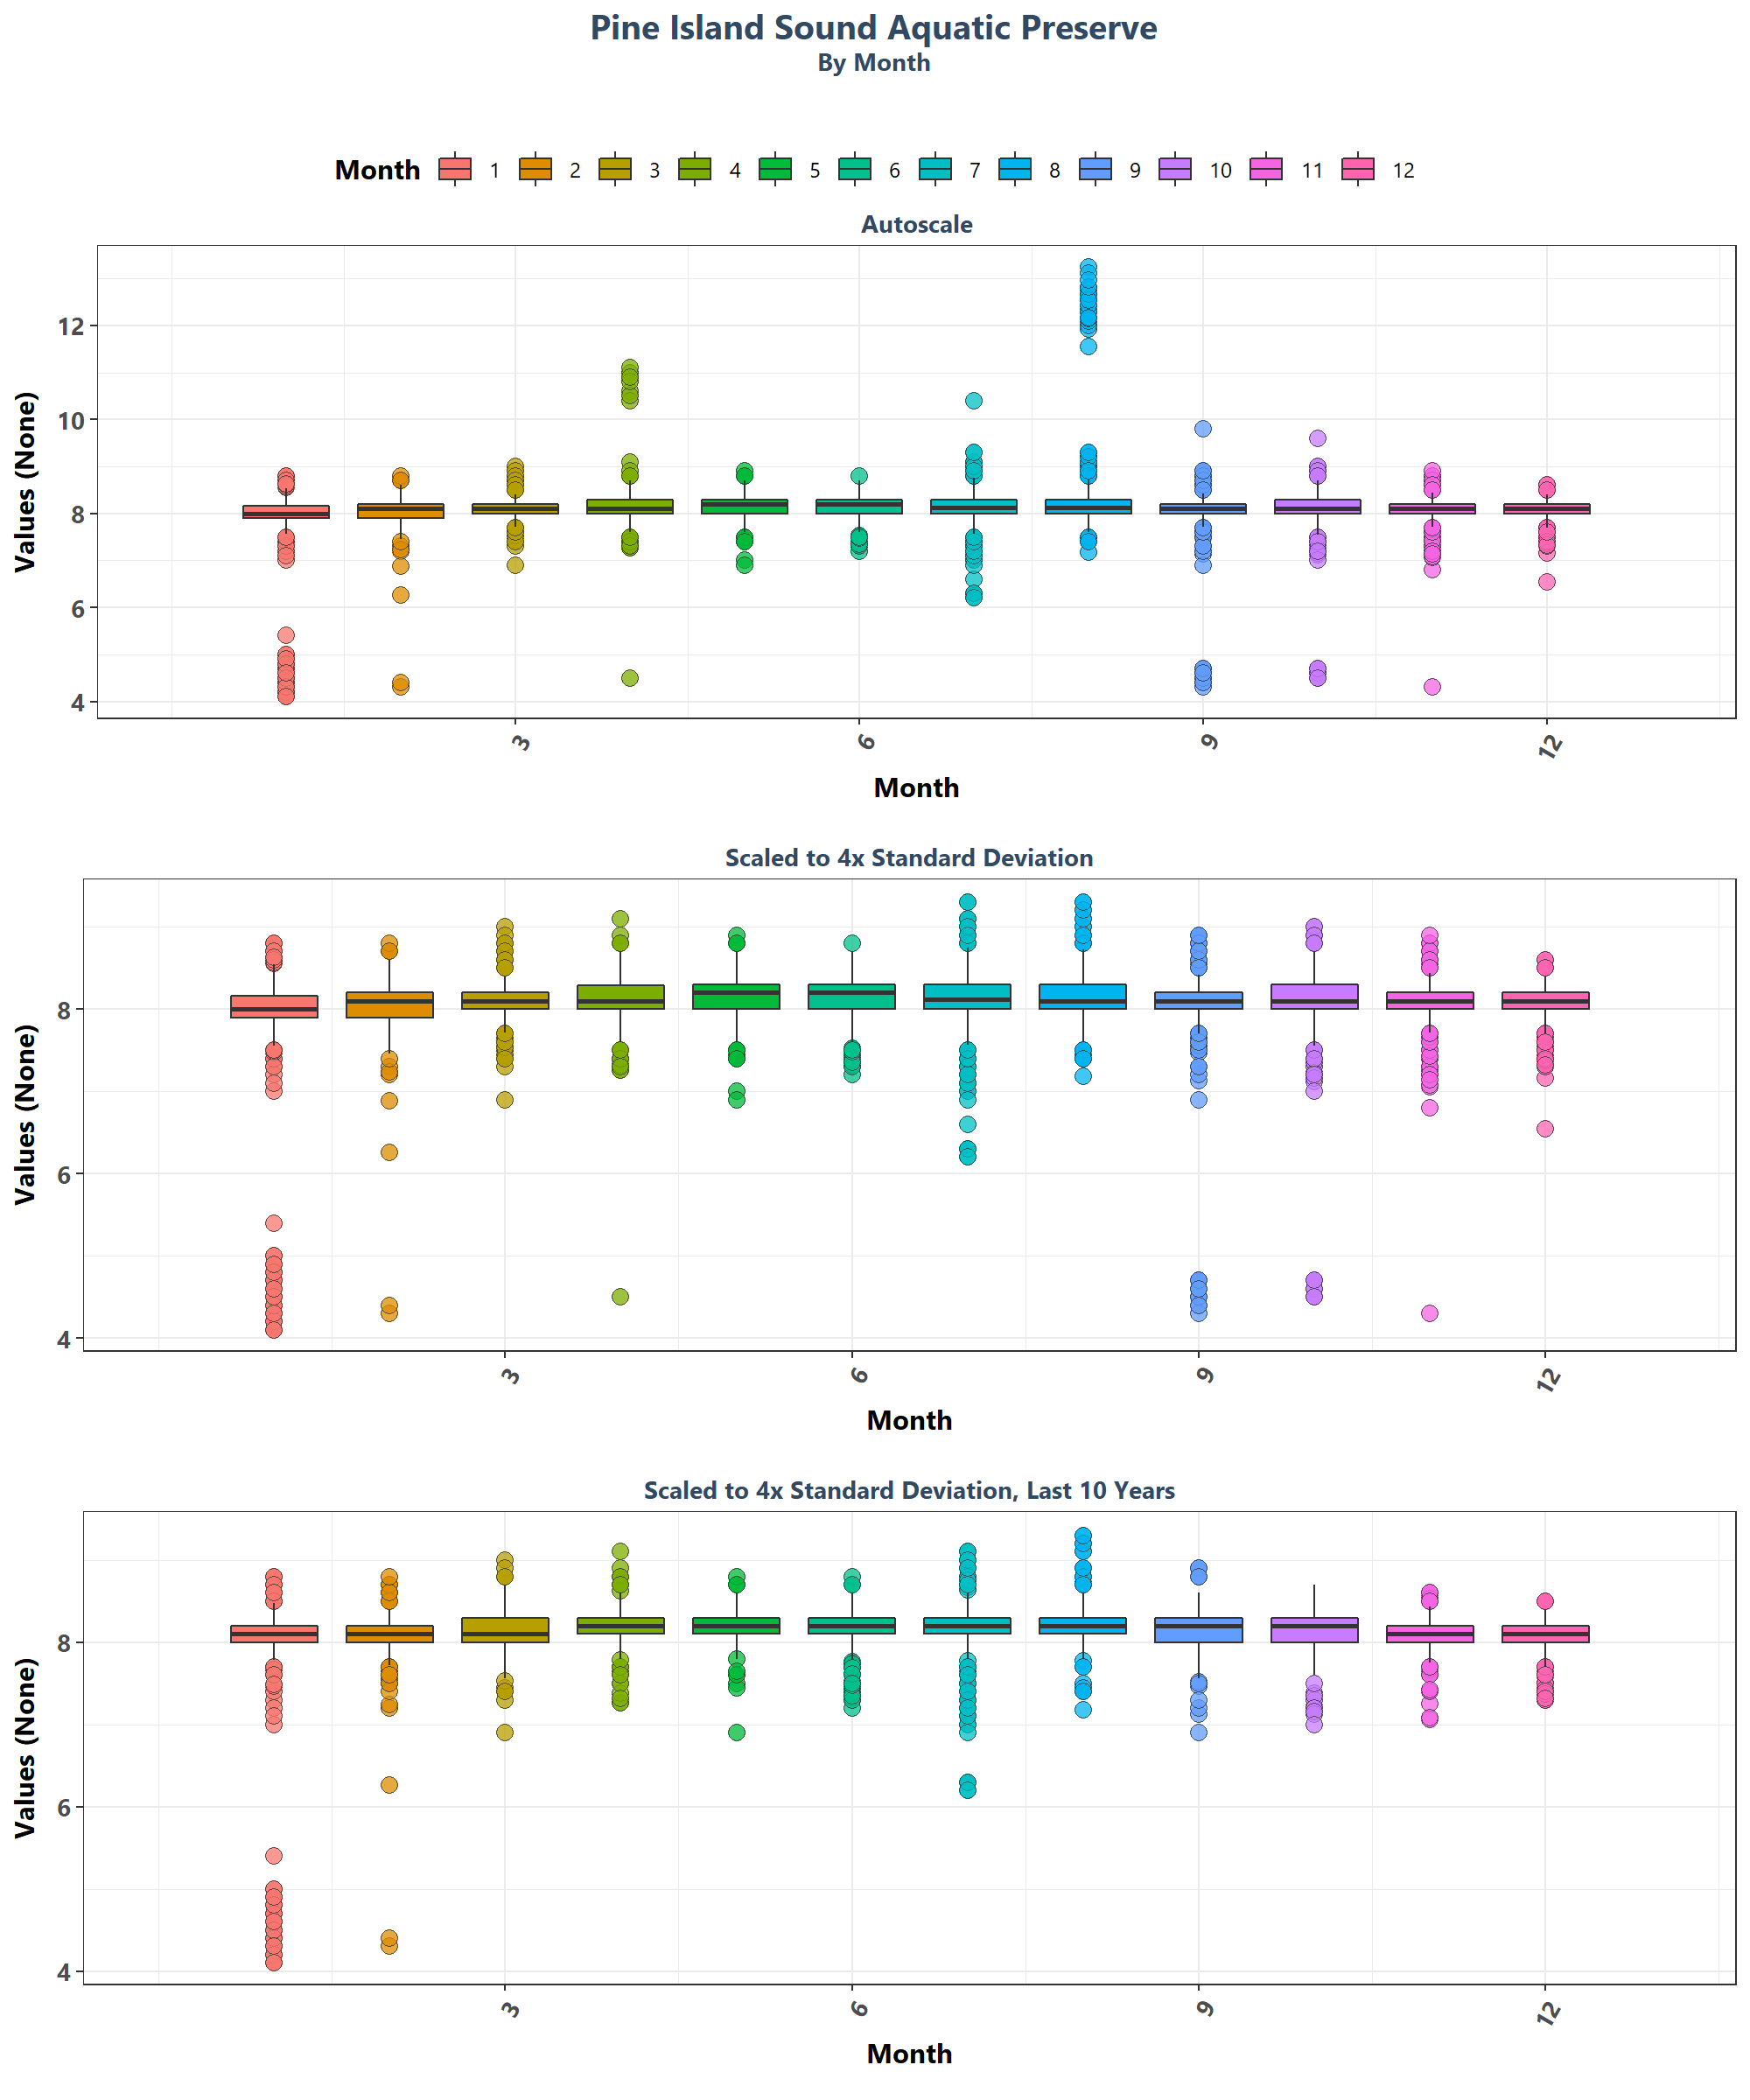 Pine Island Sound Aquatic Preserve
By Month
Month 1 2 3 4 5 6 7 8 9 10 11 12
Autoscale
Values (None)
12
10
8
6
4
3 6 9 12
Month
Scaled to 4x Standard Deviation
Values (None)
8
6
4
3 6 9 12
Month
Scaled to 4x Standard Deviation, Last 10 Years
Values (None)
8
6
4
3 6 9 12
Month